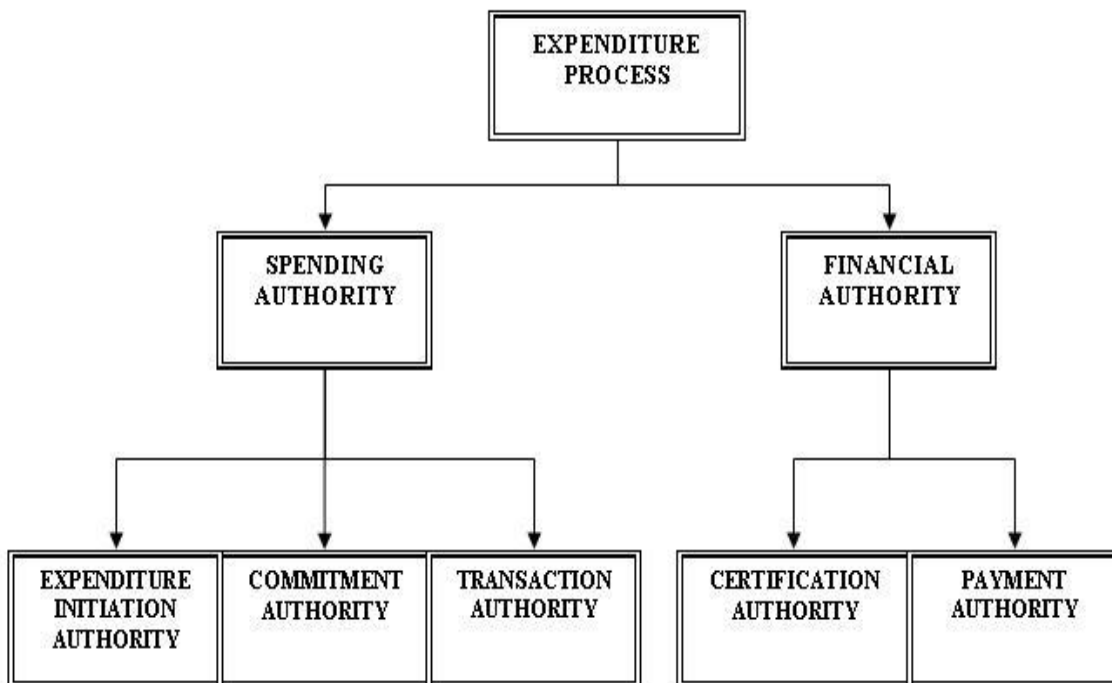 EXPENDITURE
PROCESS
SPENDING
AUTHORITY
FINANCIAL
AUTHORITY
EXPENDITURE
INITIATION
AUTHORITY
COMMITMENT
AUTHORITY
TRANSACTION
AUTHORITY
CERTIFICATION
AUTHORITY
PAYMENT
AUTHORITY